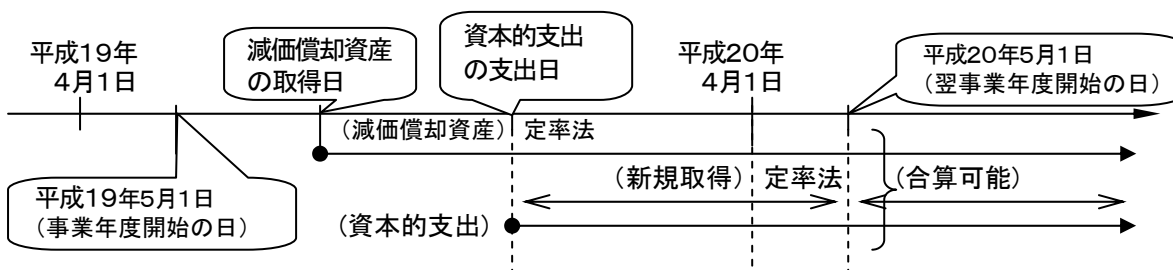 平成19年
4月1日
減価償却資産
の取得日
資本的支出
の支出日
平成20年
4月1日
平成20年5月1日
（翌事業年度開始の日）
（減価償却資産）定率法
平成19年5月1日
（事業年度開始の日）
（新規取得）定率法
（合算可能）
（資本的支出）